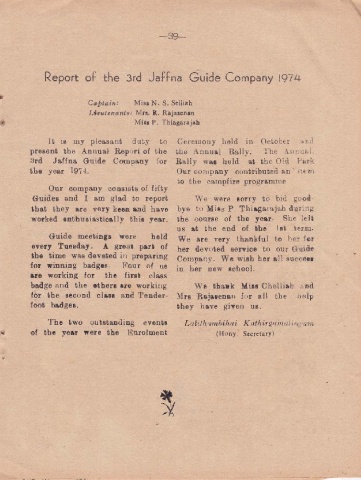 —39—
Report of the 3rd Jaffna Guide Company 1974
Captain: Miss N. S. Selliah
Lieutenants: Mrs. R. Rajasenan
Miss P. Thiagarajah
It is my pleasant duty to
present the Annual Report of the
3rd Jaffna Guide Company for
the year 1974.
Our company consists of fifty
Guides and I am glad to report
that they are very keen and have
worked enthusiastically this year.
Guide meetings were held
every Tuesday. A great part of
the time was devoted in preparing
for winning badges. Four of us
are working for the first class
badge and the others are working
for the second class and Tender-
foot badges.
The two outstanding events
of the year were the Enrolment
Ceremony held in October and
the Annual Rally. The Annual
Rally was held at the Old Park
Our company contributed an item
to the campfire programme
We were sorry to bid good-
bye to Miss P. Thiagarajah during
the course of the year. She left
us at the end of the 1st term.
We are very thankful to her for
her devoted service to our Guide
Company. We wish her all success
in her new school.
We thank Miss Chelliah and
Mrs Rajasenan for all the help
they have given us.
Kathirgamalingam
(Hony. Secretary)